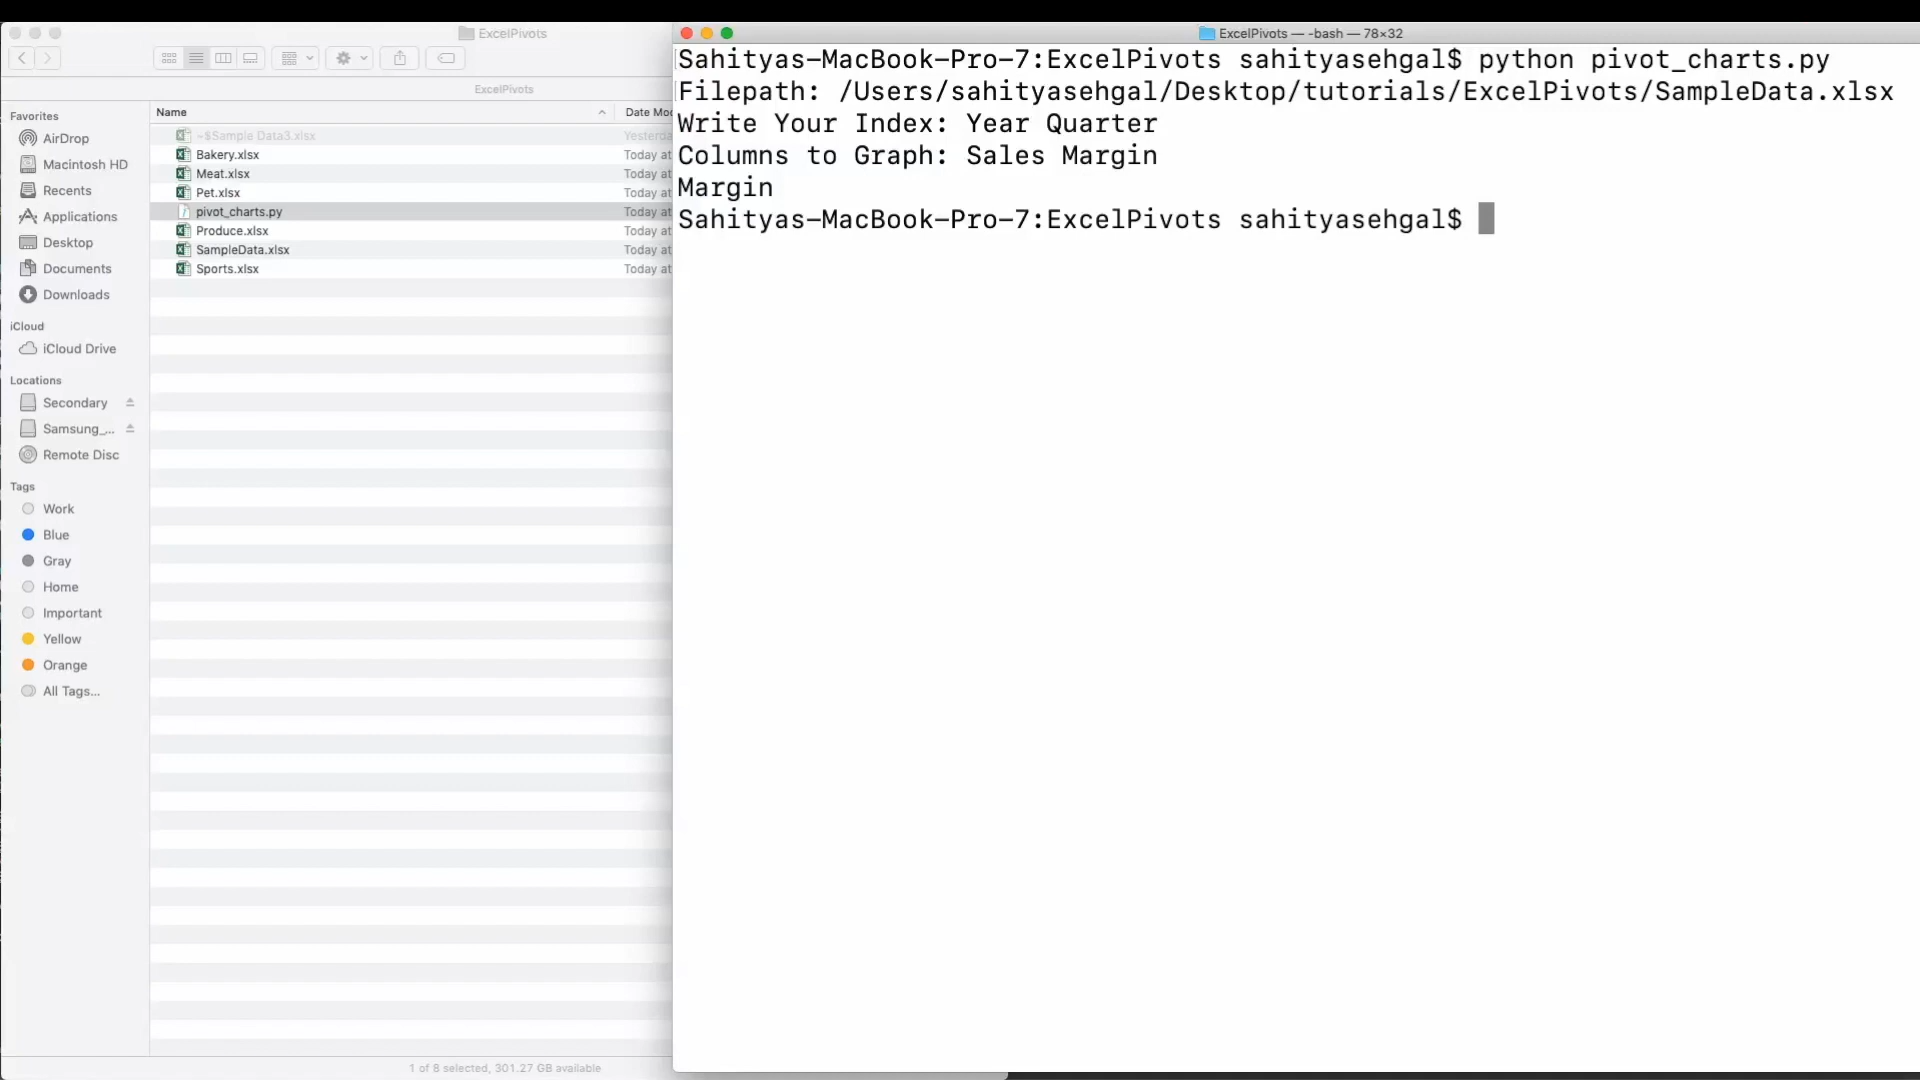 ExcelPivots
ExcelPivots
Favorites
AirDrop
Macintosh HD
Recents
Applications
Desktop
Documents
Downloads
iCloud
iCloud Drive
Locations
Secondary
Samsung_...
Remote Disc
Tags
Work
Blue
Gray
Home
Important
Yellow
Orange
All Tags...
Name Date Mod
~$Sample Data3.xlsx Yesterda
Bakery.xlsx Today at
Meat.xlsx Today at
Pet.xlsx Today at
pivot_charts.py Today at
Produce.xlsx Today at
SampleData.xlsx Today at
Sports.xlsx Today at
1 of 8 selected, 301.27 GB available
ExcelPivots — -bash — 78×32
Sahityas-MacBook-Pro-7:ExcelPivots sahityasehgal$ python pivot_charts.py
Filepath: /Users/sahityasehgal/Desktop/tutorials/ExcelPivots/SampleData.xlsx
Write Your Index: Year Quarter
Columns to Graph: Sales Margin
Margin
Sahityas-MacBook-Pro-7:ExcelPivots sahityasehgal$